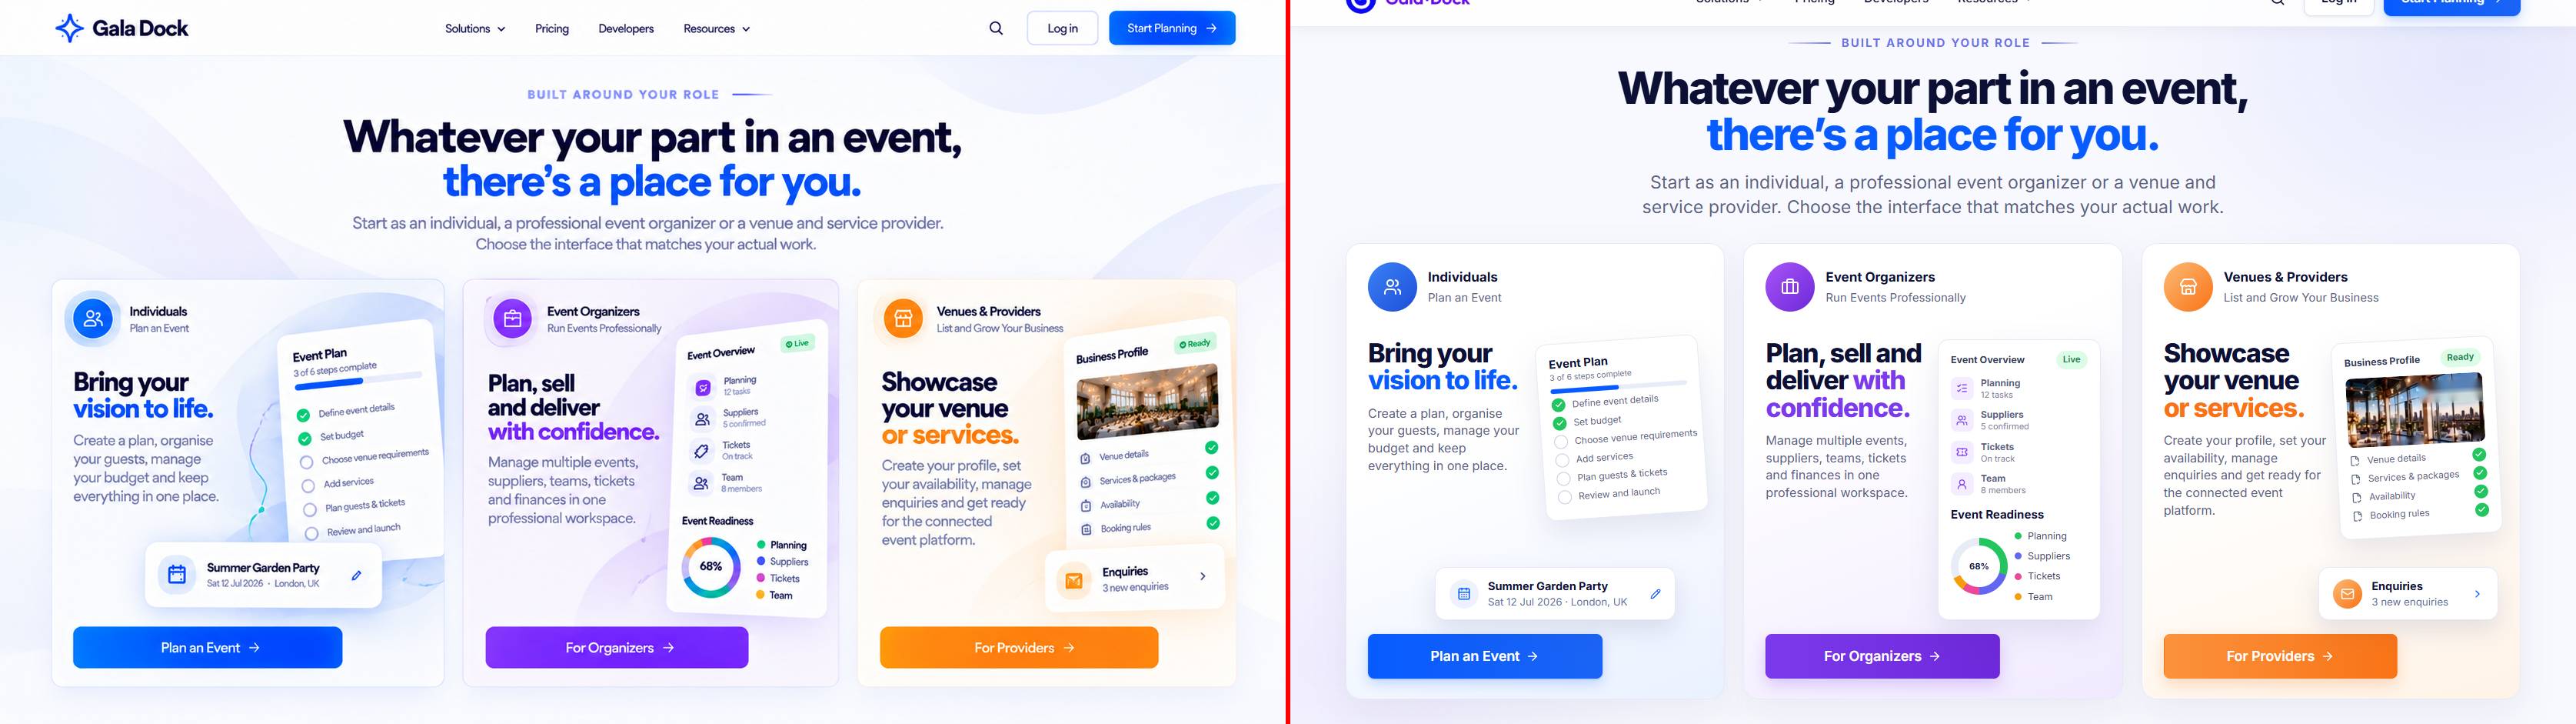 Gala Dock
Solutions
Pricing
Developers
Resources
Log in
Start Planning
BUILT AROUND YOUR ROLE
Whatever your part in an event,
there's a place for you.
Start as an individual, a professional event organizer or a venue and service provider.
Choose the interface that matches your actual work.
Individuals
Plan an Event
Bring your
vision to life.
Create a plan, organise
your guests, manage
your budget and keep
everything in one place.
Event Plan
3 of 6 steps complete
Define event details
Set budget
Choose venue requirements
Add services
Plan guests & tickets
Review and launch
Summer Garden Party
Sat 12 Jul 2026 · London, UK
Plan an Event
Event Organizers
Run Events Professionally
Plan, sell
and deliver
with confidence.
Manage multiple events,
suppliers, teams, tickets
and finances in one
professional workspace.
Event Overview
Live
Planning
12 tasks
Suppliers
5 confirmed
Tickets
On track
Team
8 members
Event Readiness
68%
Planning
Suppliers
Tickets
Team
For Organizers
Venues & Providers
List and Grow Your Business
Showcase
your venue
or services.
Create your profile, set
your availability, manage
enquiries and get ready
for the connected
event platform.
Business Profile
Ready
Venue details
Services & packages
Availability
Booking rules
Enquiries
3 new enquiries
For Providers
Gala Dock
Solutions
Pricing
Developers
Resources
Log in
Start Planning
BUILT AROUND YOUR ROLE
Whatever your part in an event,
there's a place for you.
Start as an individual, a professional event organizer or a venue and
service provider. Choose the interface that matches your actual work.
Individuals
Plan an Event
Bring your
vision to life.
Create a plan, organise
your guests, manage your
budget and keep
everything in one place.
Event Plan
3 of 6 steps complete
Define event details
Set budget
Choose venue requirements
Add services
Plan guests & tickets
Review and launch
Summer Garden Party
Sat 12 Jul 2026 · London, UK
Plan an Event
Event Organizers
Run Events Professionally
Plan, sell and
deliver with
confidence.
Manage multiple events,
suppliers, teams, tickets
and finances in one
professional workspace.
Event Overview
Live
Planning
12 tasks
Suppliers
5 confirmed
Tickets
On track
Team
8 members
Event Readiness
68%
Planning
Suppliers
Tickets
Team
For Organizers
Venues & Providers
List and Grow Your Business
Showcase
your venue
or services.
Create your profile, set your
availability, manage
enquiries and get ready for
the connected event
platform.
Business Profile
Ready
Venue details
Services & packages
Availability
Booking rules
Enquiries
3 new enquiries
For Providers